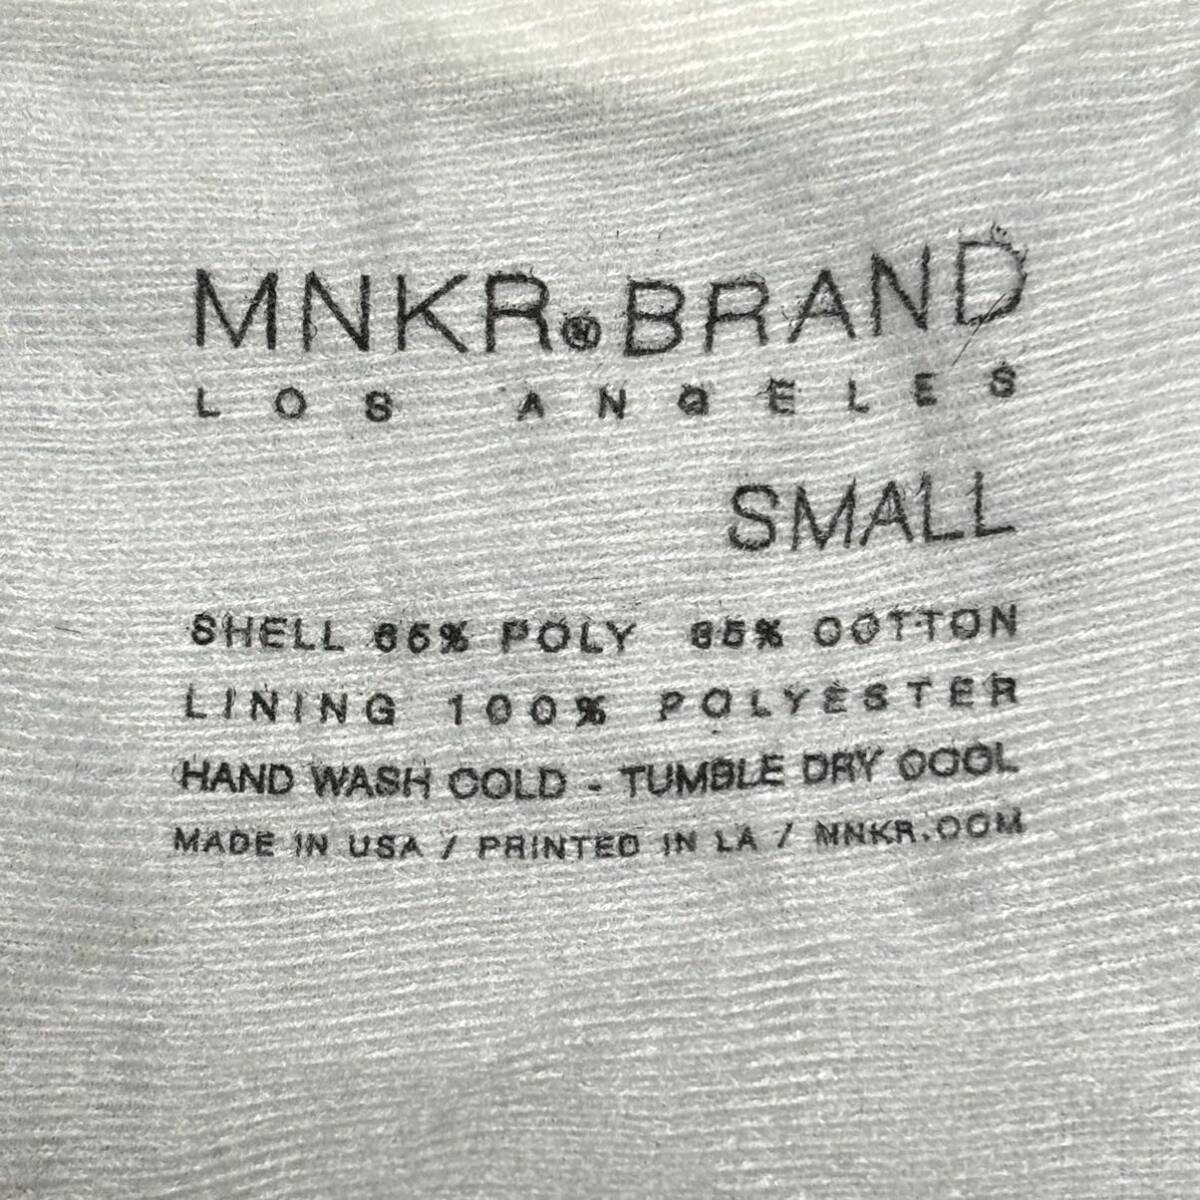 MNKR® BRAND
LOS ANGELES
SMALL
SHELL 65% POLY 35% COTTON
LINING 100% POLYESTER
HAND WASH COLD - TUMBLE DRY COOL
MADE IN USA / PRINTED IN LA / MNKR.COM